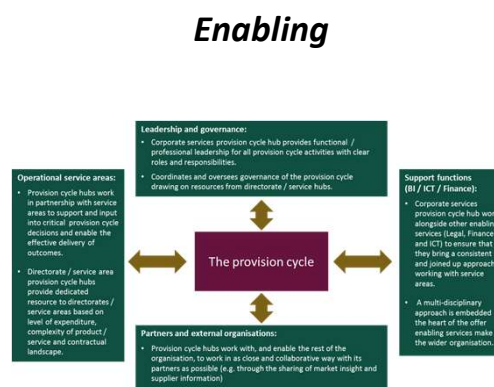 Enabling
Leadership and governance:
• Corporate services provision cycle hub provides functional /
professional leadership for all provision cycle activities with clear
roles and responsibilities.
• Coordinates and oversees governance of the provision cycle
drawing on resources from directorate / service hubs.
Operational service areas:
• Provision cycle hubs work
in partnership with service
areas to support and input
into critical provision cycle
decisions and enable the
effective delivery of
outcomes.
• Directorate / service area
provision cycle hubs
provide dedicated
resource to directorates /
service areas based on
level of expenditure,
complexity of product /
service and contractual
landscape.
The provision cycle
Support functions
(BI / ICT / Finance):
• Corporate services
provision cycle hub work
alongside other enabling
services (Legal, Finance
and ICT) to ensure that
they bring a consistent
and joined up approach
working with service
areas.
• A multi-disciplinary
approach is embedded
the heart of the offer
enabling services make
the wider organisation.
Partners and external organisations:
• Provision cycle hubs work with, and enable the rest of the
organisation, to work in as close and collaborative way with its
partners as possible (e.g. through the sharing of market insight and
supplier information)